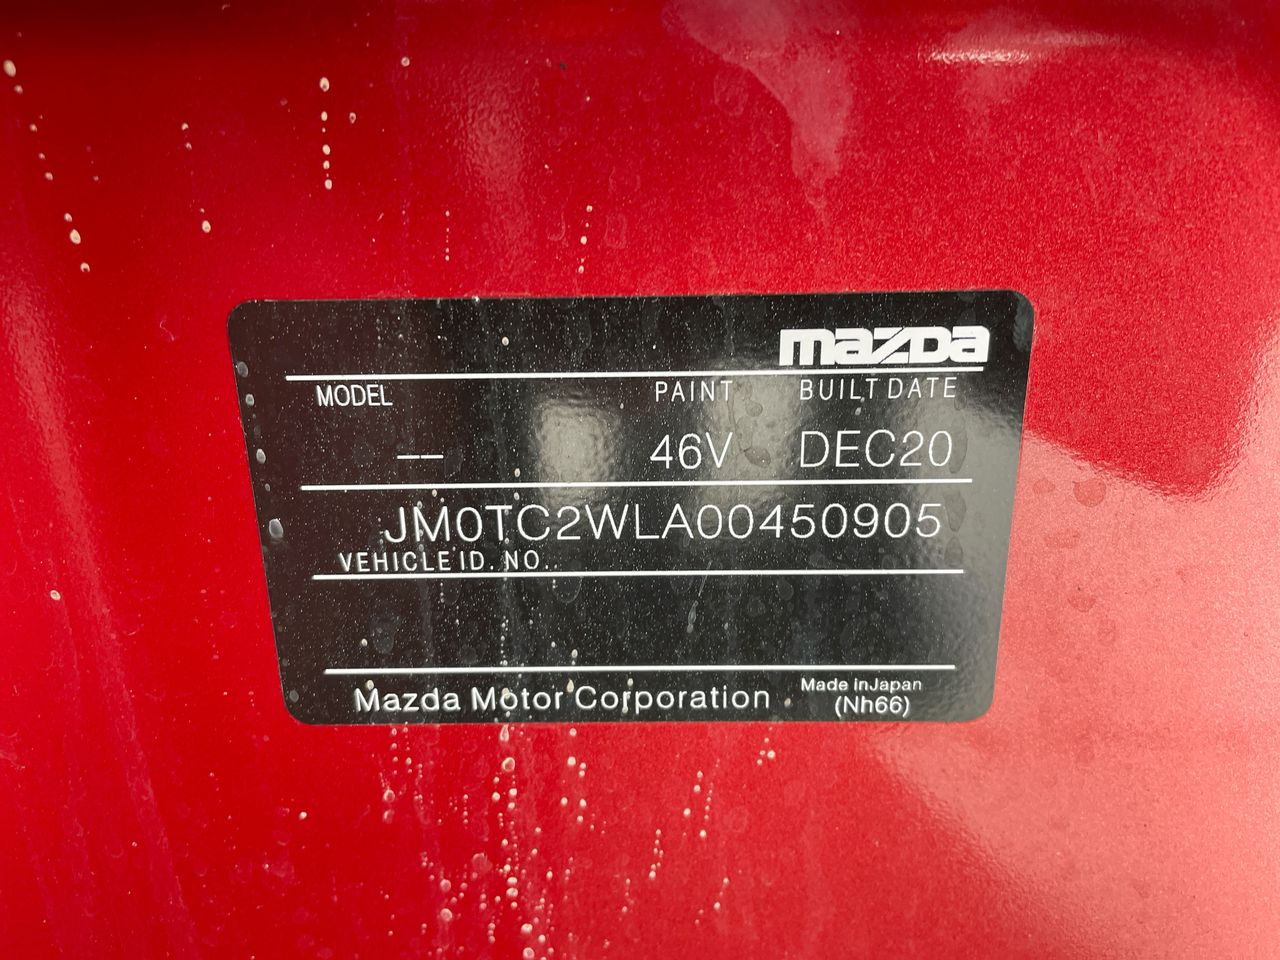 mazda
MODEL PAINT BUILT DATE
-- 46V DEC20
JM0TC2WLA00450905
VEHICLE ID. NO.
Mazda Motor Corporation Made in Japan
(Nh66)